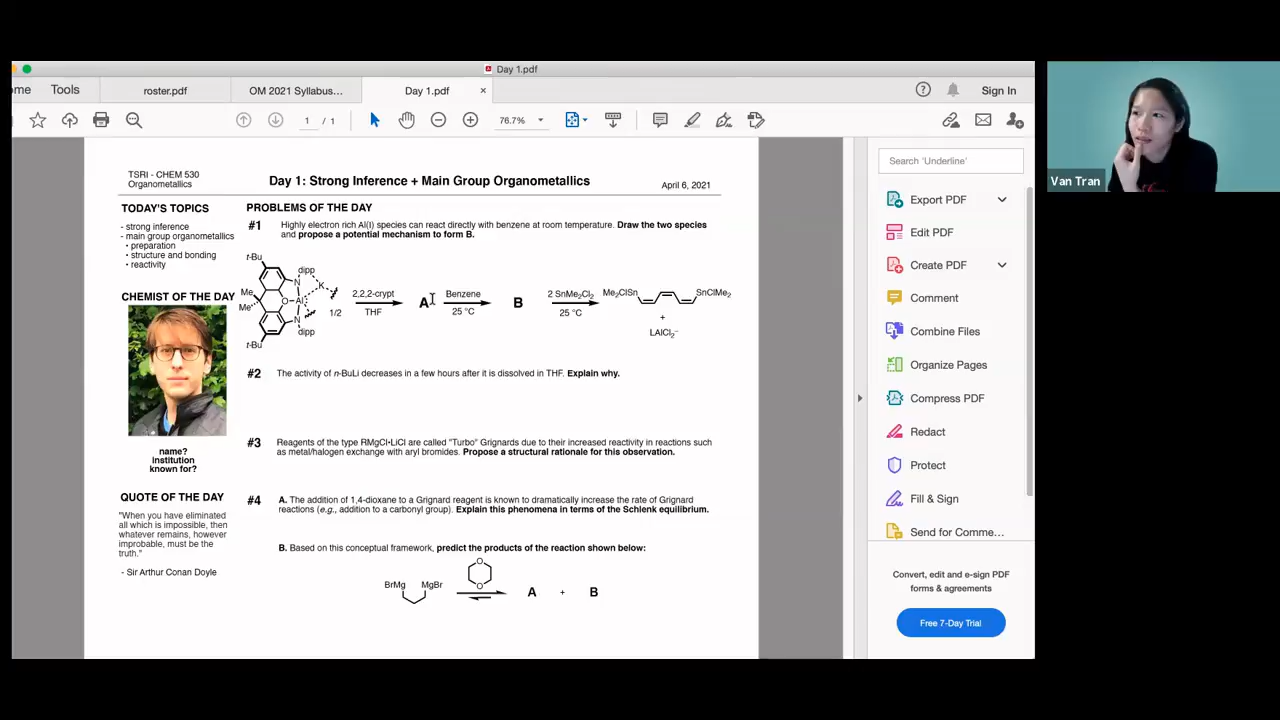 Day 1.pdf
ome
Tools
roster.pdf
OM 2021 Syllabus...
Day 1.pdf
×
Sign In
1 / 1
76.7%
TSRI - CHEM 530
Organometallics
Day 1: Strong Inference + Main Group Organometallics
April 6, 2021
TODAY'S TOPICS
- strong inference
- main group organometallics
• preparation
• structure and bonding
• reactivity
CHEMIST OF THE DAY
name?
institution
known for?
QUOTE OF THE DAY
"When you have eliminated
all which is impossible, then
whatever remains, however
improbable, must be the
truth."
- Sir Arthur Conan Doyle
PROBLEMS OF THE DAY
#1 Highly electron rich Al(I) species can react directly with benzene at room temperature. Draw the two species
and propose a potential mechanism to form B.
t-Bu
dipp
N
K
Me
Me
O
Al
N
dipp
t-Bu
1/2
2,2,2-crypt
THF
A
Benzene
25 °C
B
2 SnMe2Cl2
25 °C
Me2ClSn
SnClMe2
+
LAlCl2–
#2 The activity of n-BuLi decreases in a few hours after it is dissolved in THF. Explain why.
#3 Reagents of the type RMgCl•LiCl are called "Turbo" Grignards due to their increased reactivity in reactions such
as metal/halogen exchange with aryl bromides. Propose a structural rationale for this observation.
#4 A. The addition of 1,4-dioxane to a Grignard reagent is known to dramatically increase the rate of Grignard
reactions (e.g., addition to a carbonyl group). Explain this phenomena in terms of the Schlenk equilibrium.
B. Based on this conceptual framework, predict the products of the reaction shown below:
BrMg
MgBr
O
O
A + B
Search 'Underline'
Export PDF
Edit PDF
Create PDF
Comment
Combine Files
Organize Pages
Compress PDF
Redact
Protect
Fill & Sign
Send for Comme...
Convert, edit and e-sign PDF
forms & agreements
Free 7-Day Trial
Van Tran